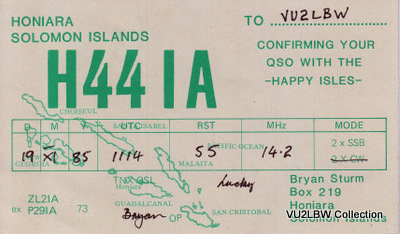 HONIARA
SOLOMON ISLANDS
TO VU2LBW
CONFIRMING YOUR
QSO WITH THE
-HAPPY ISLES-
H44 IA
CHOISEUL
SANTA ISABEL
D M UTC RST MHz MODE
PACIFIC OCEAN
2 x SSB
2 x CW
19 XI 85 1114 55 14.2
GEORGIA
MALAITA
TNX QSL Lucky
Honiara
GUADALCANAL
SAN CRISTOBAL
Bryan OP
ZL2IA
ex P29IA 73
Bryan Sturm
Box 219
Honiara
Solomon Islands
VU2LBW Collection